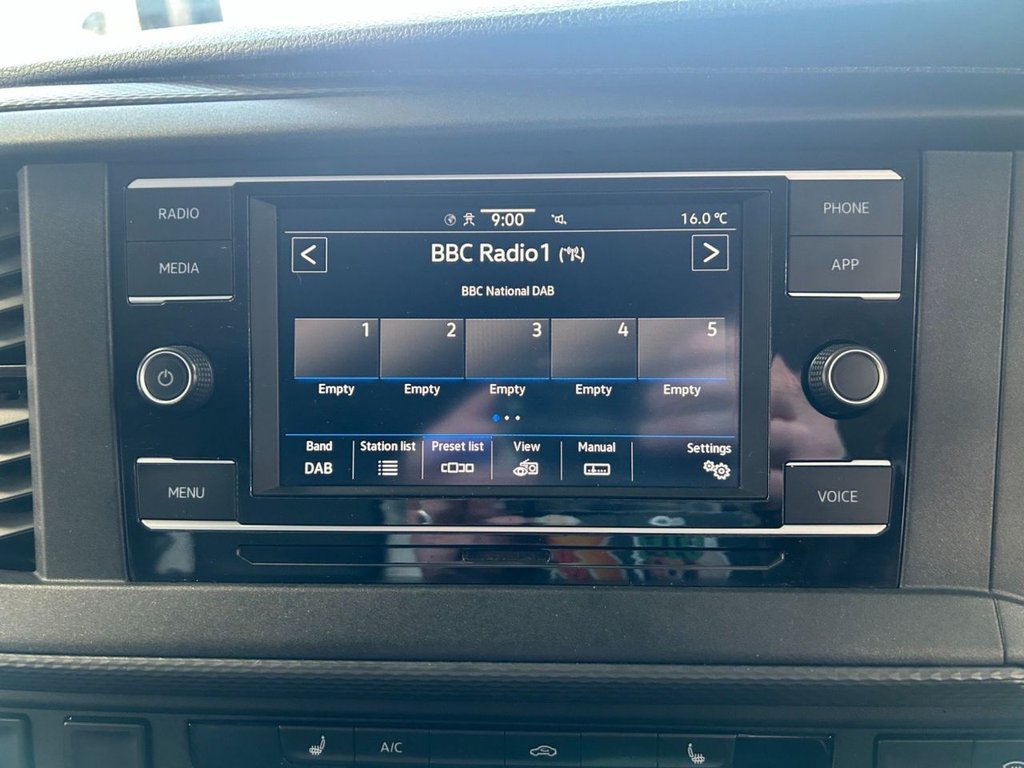 RADIO
MEDIA
MENU
PHONE
APP
VOICE
9:00
16.0 °C
<
BBC Radio1
>
BBC National DAB
1 2 3 4 5
Empty Empty Empty Empty Empty
Band Station list Preset list View Manual Settings
DAB
A/C